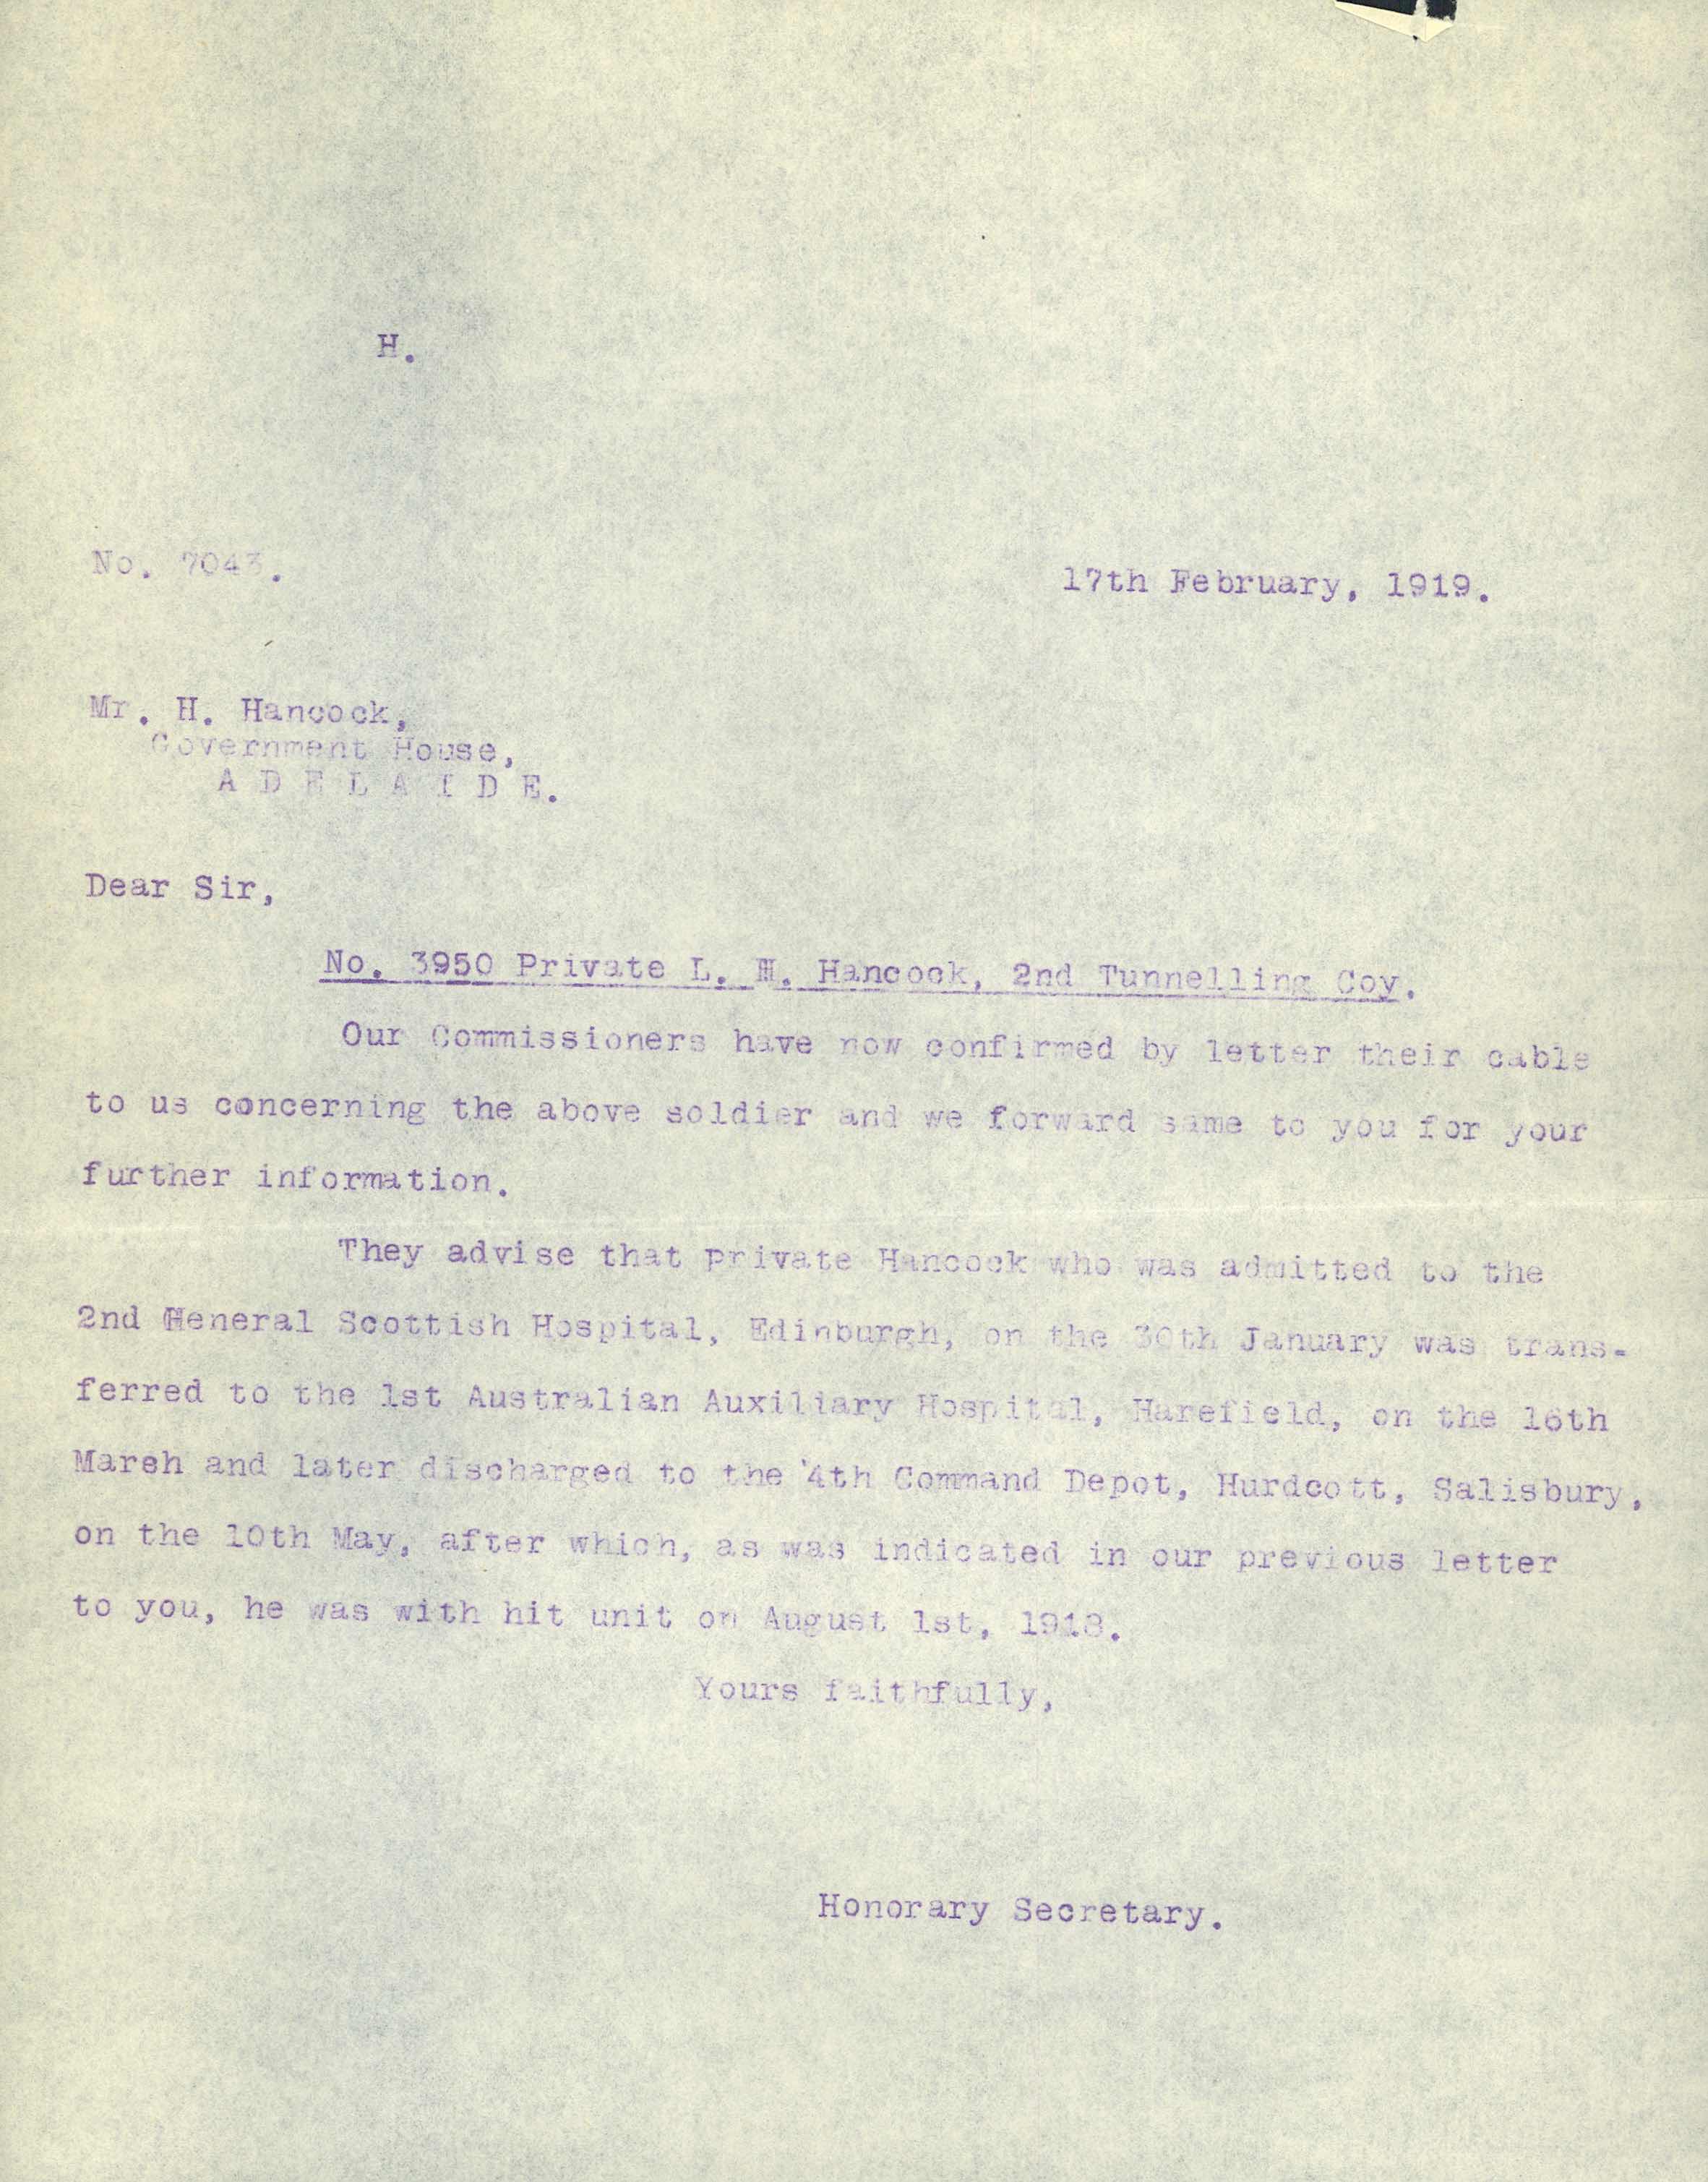 H.
No. 7043.
17th February, 1919.
Mr. H. Hancock,
Government House,
A D E L A I D E.
Dear Sir,
No. 3950 Private L. H. Hancock, 2nd Tunnelling Coy.
Our Commissioners have now confirmed by letter their cable
to us concerning the above soldier and we forward same to you for your
further information.
They advise that private Hancock who was admitted to the
2nd General Scottish Hospital, Edinburgh, on the 30th January was trans-
ferred to the 1st Australian Auxiliary Hospital, Harefield, on the 16th
March and later discharged to the 4th Command Depot, Hurdcott, Salisbury,
on the 10th May, after which, as was indicated in our previous letter
to you, he was with hit unit on August 1st, 1918.
Yours faithfully,
Honorary Secretary.